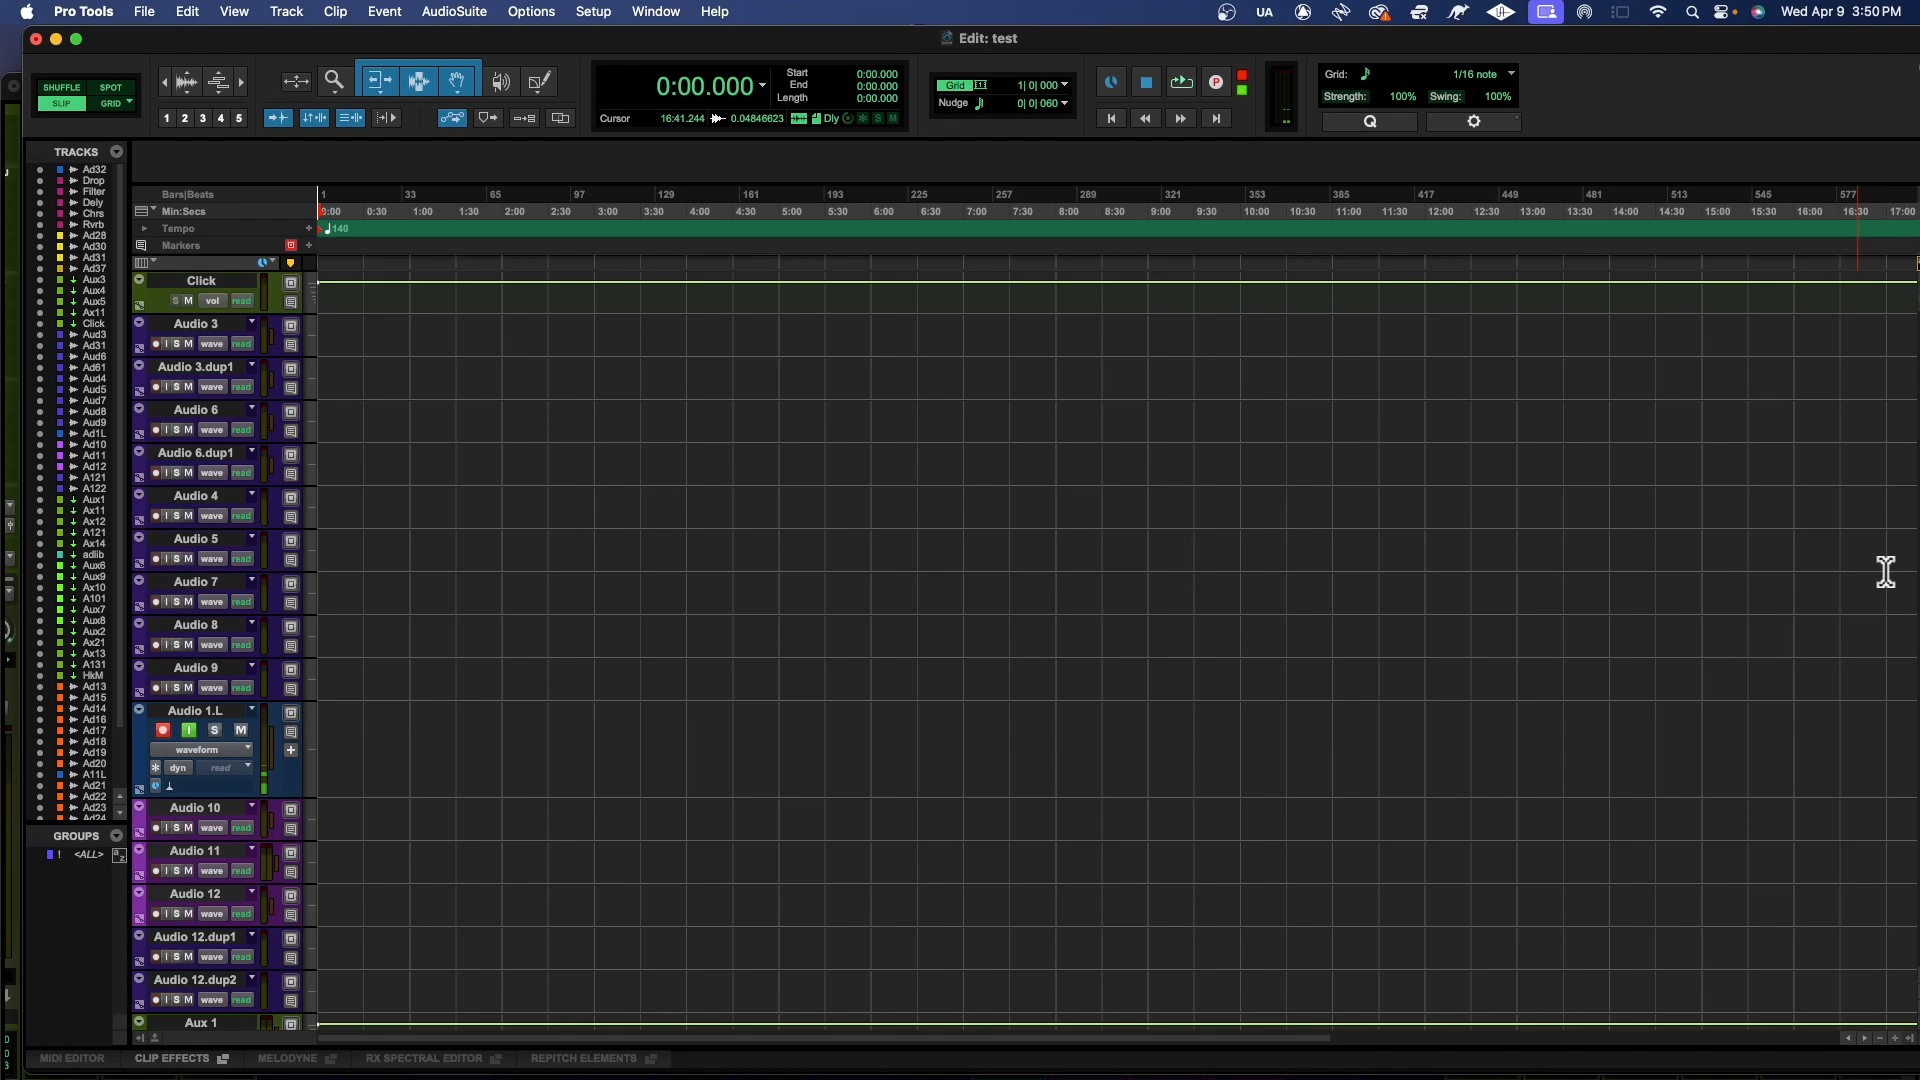 Pro Tools File Edit View Track Clip Event AudioSuite Options Setup Window Help UA Wed Apr 9 3:50 PM
Edit: test
SHUFFLE SPOT
SLIP GRID
1 2 3 4 5
0:00.000
Start 0:00.000
End 0:00.000
Length 0:00.000
Cursor 16:41.244 0.04846623 Dly S M
Grid 1| 0| 000
Nudge 0| 0| 060
P
Grid: 1/16 note
Strength: 100% Swing: 100%
Q
TRACKS
Ad32
Drop
Filter
Dely
Chrs
Rvrb
Ad28
Ad30
Ad31
Ad37
Aux3
Aux4
Aux5
Ax11
Click
Aud3
Ad31
Aud6
Ad61
Aud4
Aud5
Aud7
Aud8
Aud9
Ad1L
Ad10
Ad11
Ad12
A121
A122
Aux1
Ax11
Ax12
A121
Ax14
adlib
Aux6
Aux9
Ax10
A101
Aux7
Aux8
Aux2
Ax21
Ax13
A131
HkM
Ad13
Ad15
Ad14
Ad16
Ad17
Ad18
Ad19
Ad20
A11L
Ad21
Ad22
Ad23
Ad24
GROUPS
! <ALL> a z
Bars|Beats 1 33 65 97 129 161 193 225 257 289 321 353 385 417 449 481 513 545 577
Min:Secs 0:00 0:30 1:00 1:30 2:00 2:30 3:00 3:30 4:00 4:30 5:00 5:30 6:00 6:30 7:00 7:30 8:00 8:30 9:00 9:30 10:00 10:30 11:00 11:30 12:00 12:30 13:00 13:30 14:00 14:30 15:00 15:30 16:00 16:30 17:00
Tempo + 140
Markers +
Click
S M vol read
Audio 3
I S M wave read
Audio 3.dup1
I S M wave read
Audio 6
I S M wave read
Audio 6.dup1
I S M wave read
Audio 4
I S M wave read
Audio 5
I S M wave read
Audio 7
I S M wave read
Audio 8
I S M wave read
Audio 9
I S M wave read
Audio 1.L
I S M
waveform
dyn read
Audio 10
I S M wave read
Audio 11
I S M wave read
Audio 12
I S M wave read
Audio 12.dup1
I S M wave read
Audio 12.dup2
I S M wave read
Aux 1
MIDI EDITOR CLIP EFFECTS MELODYNE RX SPECTRAL EDITOR REPITCH ELEMENTS